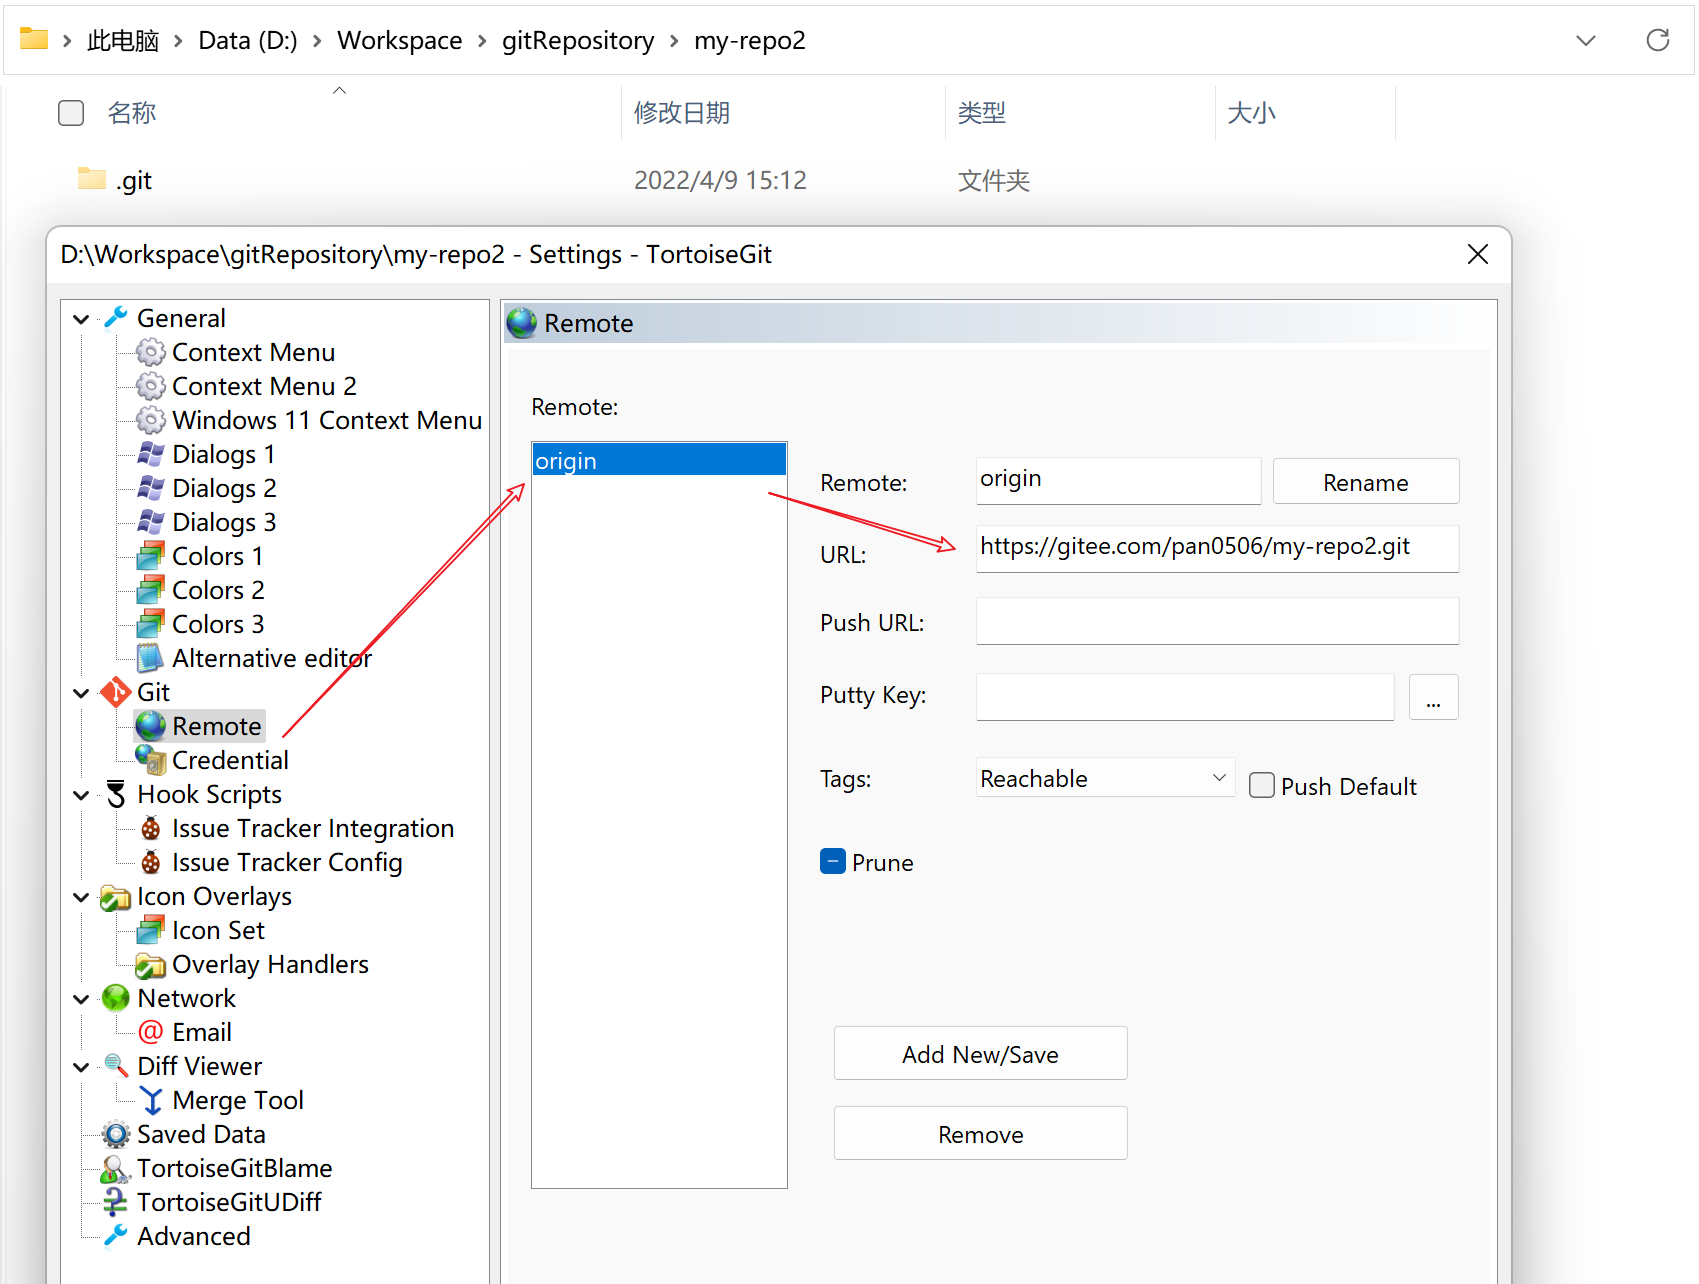 此电脑 > Data (D:) > Workspace > gitRepository > my-repo2
名称 修改日期 类型 大小
.git 2022/4/9 15:12 文件夹
D:\Workspace\gitRepository\my-repo2 - Settings - TortoiseGit
General
Context Menu
Context Menu 2
Windows 11 Context Menu
Dialogs 1
Dialogs 2
Dialogs 3
Colors 1
Colors 2
Colors 3
Alternative editor
Git
Remote
Credential
Hook Scripts
Issue Tracker Integration
Issue Tracker Config
Icon Overlays
Icon Set
Overlay Handlers
Network
Email
Diff Viewer
Merge Tool
Saved Data
TortoiseGitBlame
TortoiseGitUDiff
Advanced
Remote
Remote:
origin
Remote: origin Rename
URL: https://gitee.com/pan0506/my-repo2.git
Push URL:
Putty Key: ...
Tags: Reachable Push Default
Prune
Add New/Save
Remove